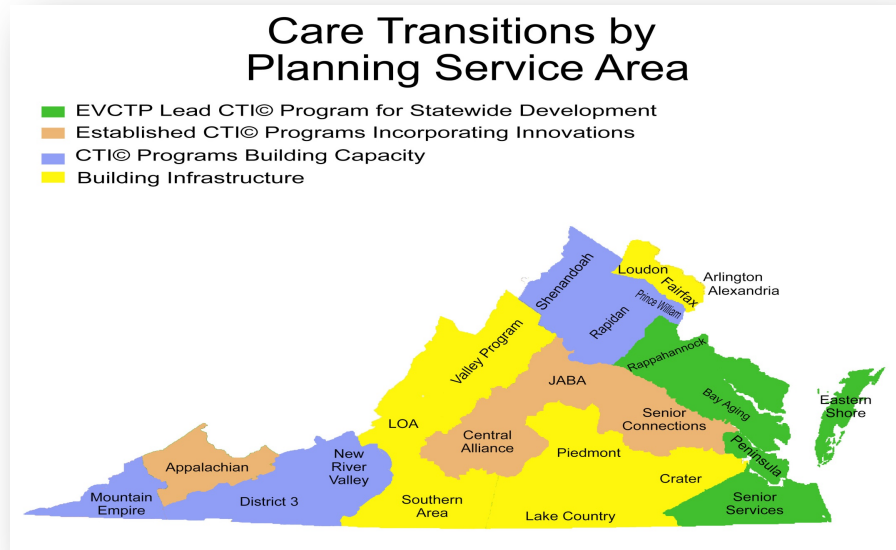 Care Transitions by
Planning Service Area
EVCTP Lead CTI© Program for Statewide Development
Established CTI© Programs Incorporating Innovations
CTI© Programs Building Capacity
Building Infrastructure
Shenandoah
Loudon
Fairfax
Arlington
Alexandria
Prince William
Rapidan
Valley Program
Rappahannock
JABA
Bay Aging
Eastern
Shore
LOA
Senior
Connections
Central
Alliance
Piedmont
Peninsula
New
River
Valley
Appalachian
Crater
Mountain
Empire
District 3
Southern
Area
Lake Country
Senior
Services